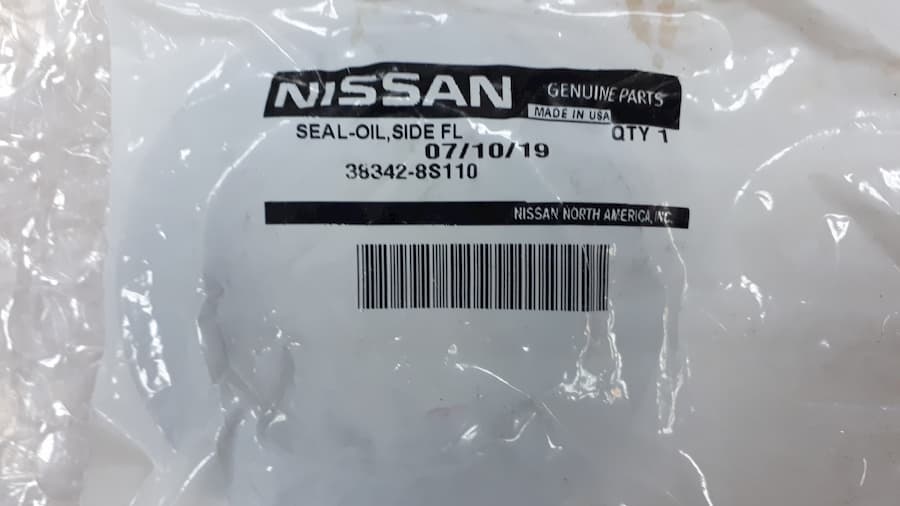 NISSAN GENUINE PARTS
MADE IN USA
SEAL-OIL,SIDE FL QTY 1
07/10/19
38342-8S110
NISSAN NORTH AMERICA, INC.